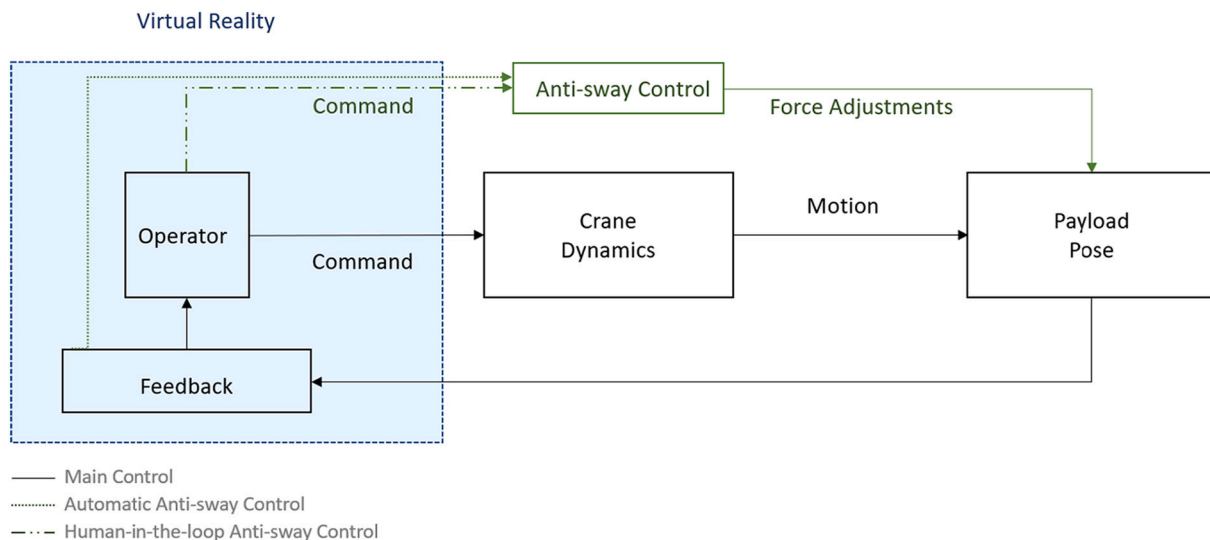 Virtual Reality
Anti-sway Control
Command
Force Adjustments
Operator
Command
Crane
Dynamics
Motion
Payload
Pose
Feedback
Main Control
Automatic Anti-sway Control
Human-in-the-loop Anti-sway Control